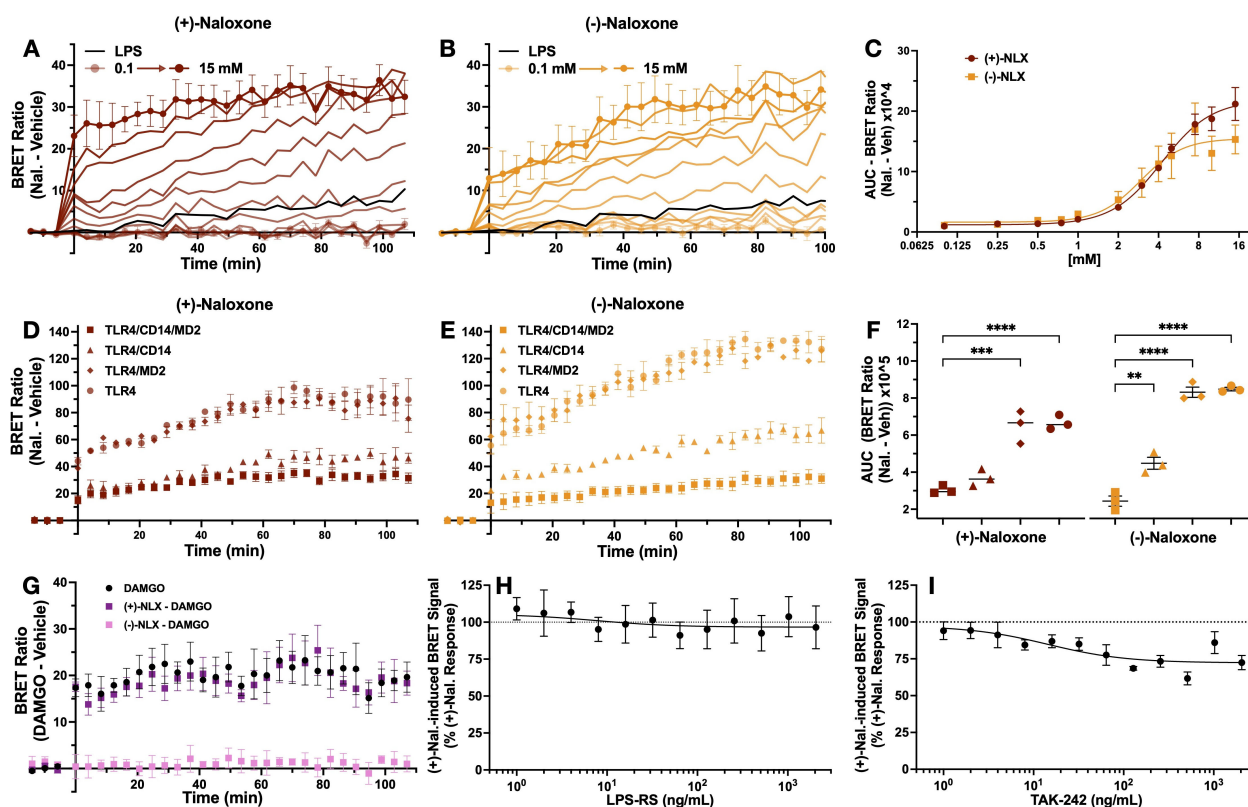 (+)-Naloxone
(-)-Naloxone
A
LPS
0.1 15 mM
BRET Ratio
(Nal. - Vehicle)
40
30
20
10
20 40 60 80 100
Time (min)
B
LPS
0.1 mM 15 mM
40
30
20
10
20 40 60 80 100
Time (min)
C
(+)-NLX
(-)-NLX
AUC - BRET Ratio
(Nal. - Veh) x10^4
30
20
10
0
0.0625 0.125 0.25 0.5 1 2 4 8 16
[mM]
(+)-Naloxone
(-)-Naloxone
D
TLR4/CD14/MD2
TLR4/CD14
TLR4/MD2
TLR4
BRET Ratio
(Nal. - Vehicle)
140
120
100
80
60
40
20
20 40 60 80 100
Time (min)
E
TLR4/CD14/MD2
TLR4/CD14
TLR4/MD2
TLR4
140
120
100
80
60
40
20
20 40 60 80 100
Time (min)
F
AUC (BRET Ratio
(Nal. - Veh)) x10^5
12
10
8
6
4
2
****
***
****
****
**
(+)-Naloxone
(-)-Naloxone
G
DAMGO
(+)-NLX - DAMGO
(-)-NLX - DAMGO
BRET Ratio
(DAMGO - Vehicle)
40
30
20
10
20 40 60 80 100
Time (min)
H
(+)-Nal.-induced BRET Signal
(% (+)-Nal. Response)
125
100
75
50
25
0
10^0 10^1 10^2 10^3
LPS-RS (ng/mL)
I
(+)-Nal.-induced BRET Signal
(% (+)-Nal. Response)
125
100
75
50
25
0
10^0 10^1 10^2 10^3
TAK-242 (ng/mL)